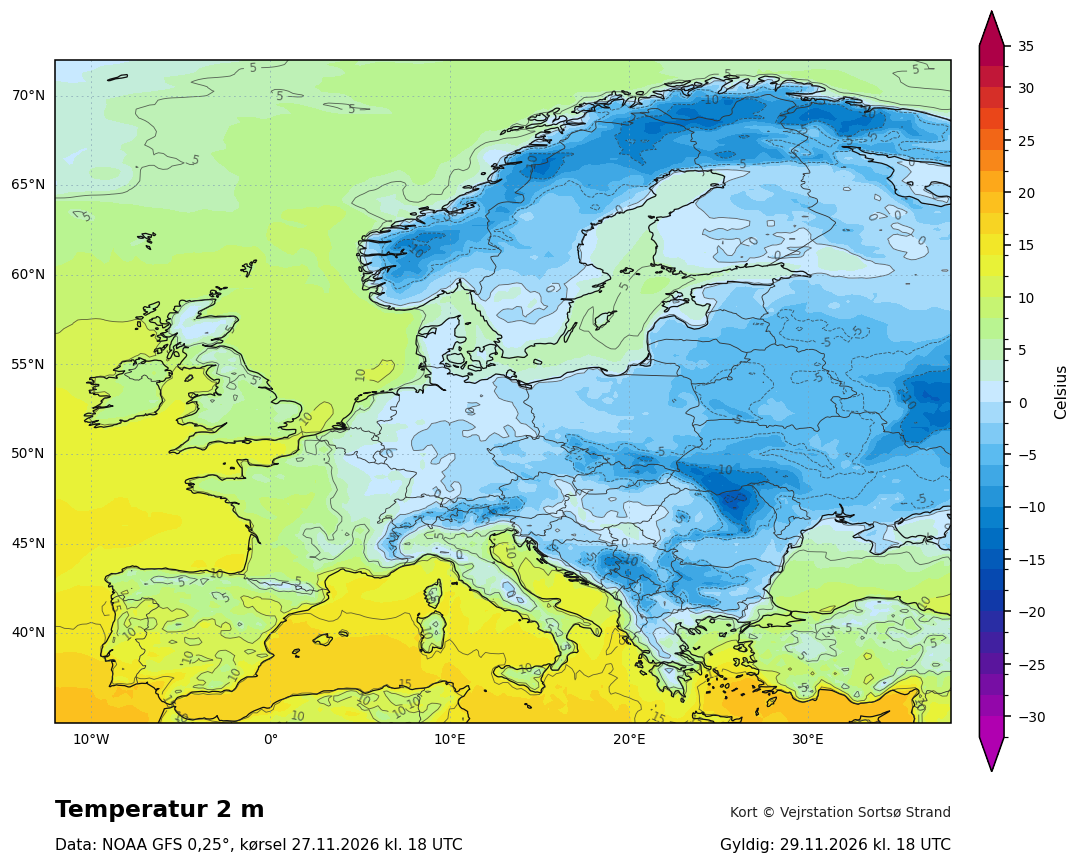 35
30
25
20
15
10
5
0
−5
−10
−15
−20
−25
−30
Celsius
70°N
65°N
60°N
55°N
50°N
45°N
40°N
10°W
0°
10°E
20°E
30°E
Temperatur 2 m
Kort © Vejrstation Sortsø Strand
Data: NOAA GFS 0,25°, kørsel 27.11.2026 kl. 18 UTC
Gyldig: 29.11.2026 kl. 18 UTC